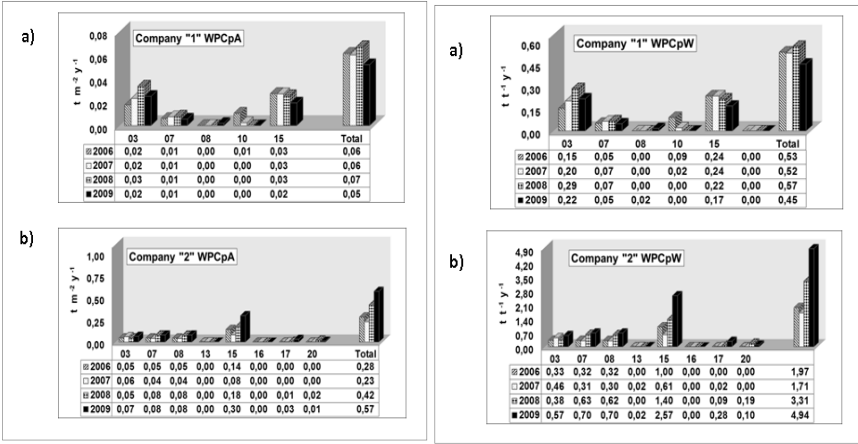 a)
Company "1" WPCpA
t m⁻² y⁻¹
0,08
0,06
0,04
0,02
0,00
03 07 08 10 15 Total
2006 0,02 0,01 0,00 0,01 0,03 0,06
2007 0,02 0,01 0,00 0,00 0,03 0,06
2008 0,03 0,01 0,00 0,00 0,03 0,07
2009 0,02 0,01 0,00 0,00 0,02 0,05
b)
Company "2" WPCpA
t m⁻² y⁻¹
1,00
0,75
0,50
0,25
0,00
03 07 08 13 15 16 17 20 Total
2006 0,05 0,05 0,05 0,00 0,14 0,00 0,00 0,00 0,28
2007 0,06 0,04 0,04 0,00 0,08 0,00 0,00 0,00 0,23
2008 0,05 0,08 0,08 0,00 0,18 0,00 0,01 0,02 0,42
2009 0,07 0,08 0,08 0,00 0,30 0,00 0,03 0,01 0,57
a)
Company "1" WPCpW
t t⁻¹ y⁻¹
0,60
0,45
0,30
0,15
0,00
03 07 08 10 15 Total
2006 0,15 0,05 0,00 0,09 0,24 0,00 0,53
2007 0,20 0,07 0,00 0,02 0,24 0,00 0,52
2008 0,29 0,07 0,00 0,00 0,22 0,00 0,57
2009 0,22 0,05 0,02 0,00 0,17 0,00 0,45
b)
Company "2" WPCpW
t t⁻¹ y⁻¹
4,90
4,20
3,50
2,80
2,10
1,40
0,70
0,00
03 07 08 13 15 16 17 20
2006 0,33 0,32 0,32 0,00 1,00 0,00 0,00 0,00 1,97
2007 0,46 0,31 0,30 0,02 0,61 0,00 0,02 0,00 1,71
2008 0,38 0,63 0,62 0,00 1,40 0,00 0,09 0,19 3,31
2009 0,57 0,70 0,70 0,02 2,57 0,00 0,28 0,10 4,94